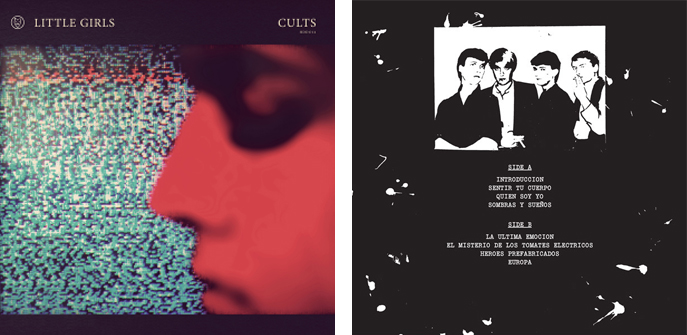 LITTLE GIRLS
CULTS
SIDE A
INTRODUCCION
SENTIR TU CUERPO
QUIEN SOY YO
SOMBRAS Y SUEÑOS
SIDE B
LA ULTIMA EMOCION
EL MISTERIO DE LOS TOMATES ELECTRICOS
HEROES PREFABRICADOS
EUROPA